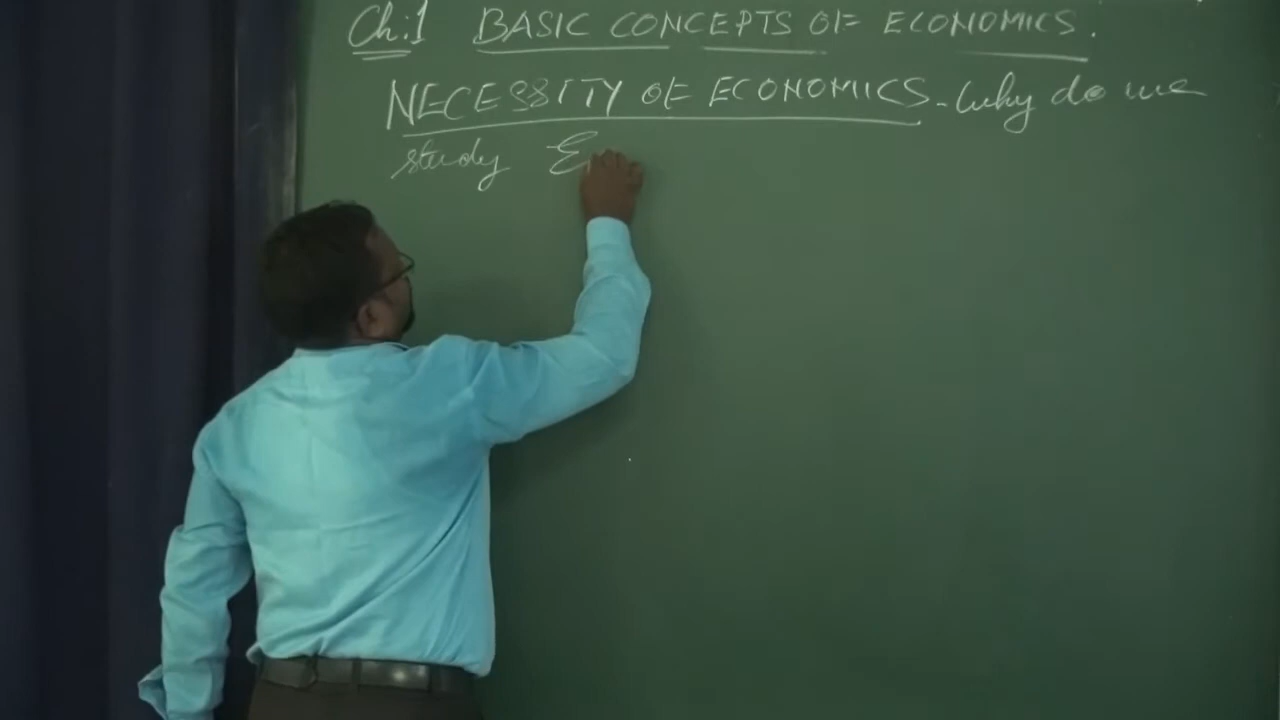 Ch:1 BASIC CONCEPTS OF ECONOMICS.
NECESSITY OF ECONOMICS - Why do we
study E